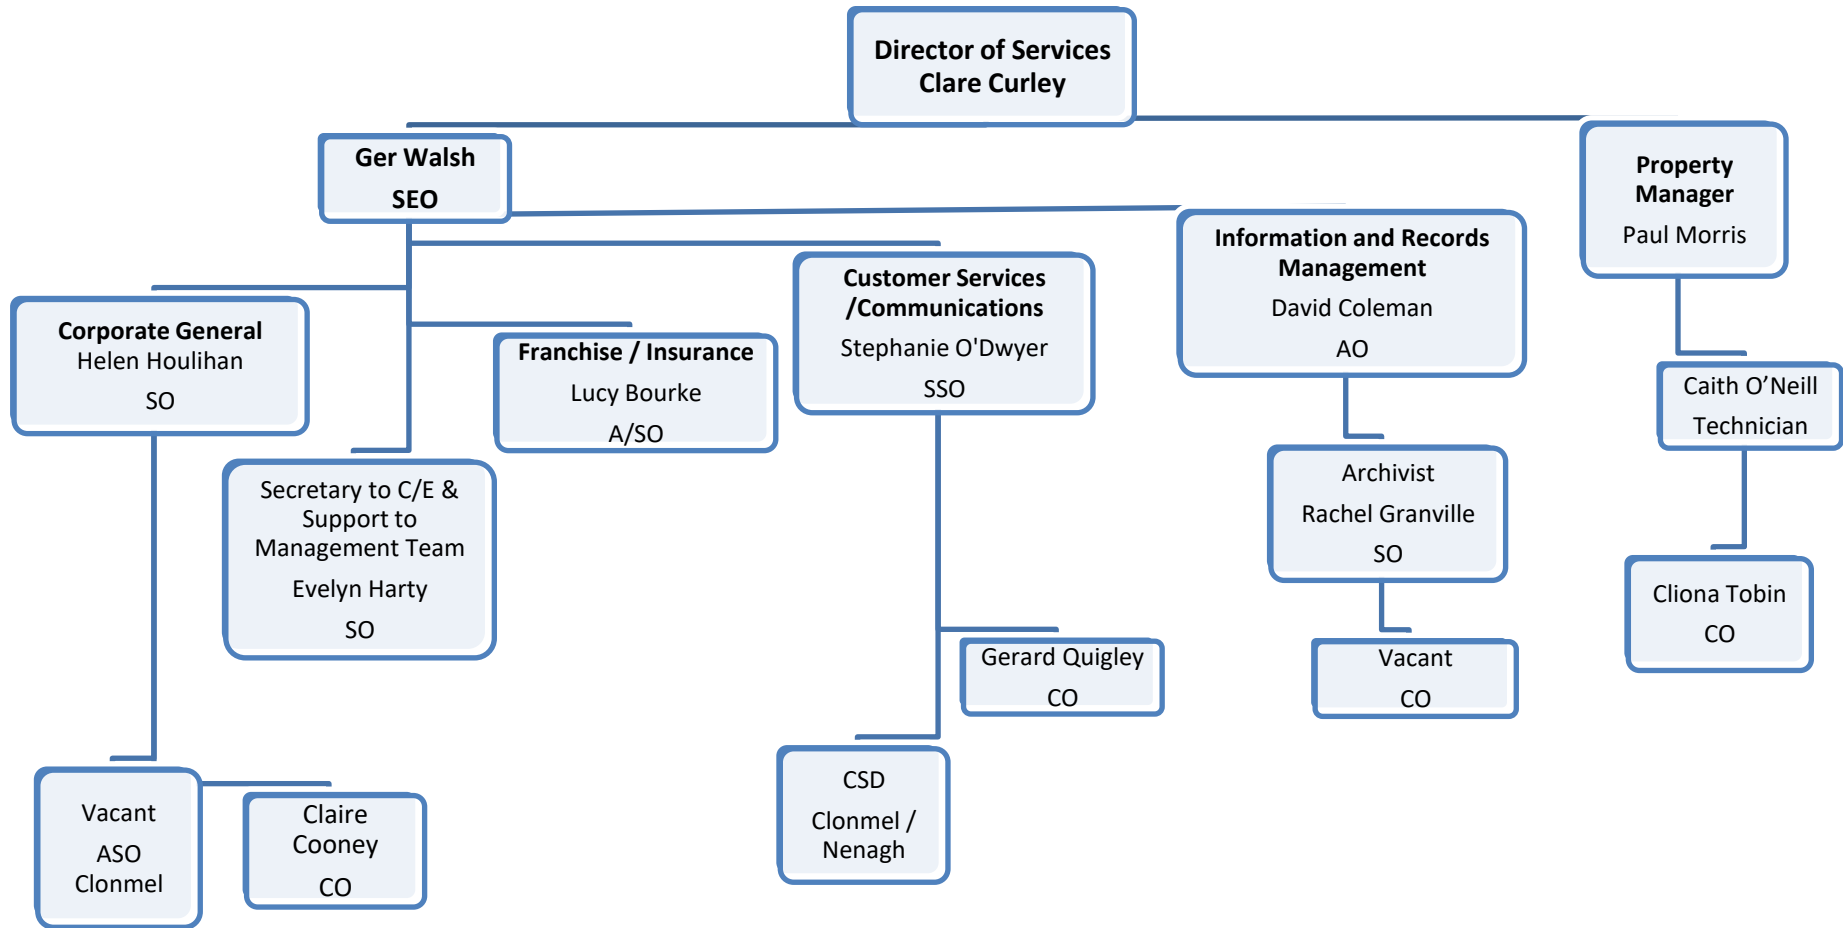 Director of Services
Clare Curley
Ger Walsh
SEO
Property
Manager
Paul Morris
Information and Records
Management
David Coleman
AO
Customer Services
/Communications
Stephanie O'Dwyer
SSO
Corporate General
Helen Houlihan
SO
Franchise / Insurance
Lucy Bourke
A/SO
Caith O’Neill
Technician
Secretary to C/E &
Support to
Management Team
Evelyn Harty
SO
Archivist
Rachel Granville
SO
Cliona Tobin
CO
Gerard Quigley
CO
Vacant
CO
CSD
Clonmel /
Nenagh
Vacant
ASO
Clonmel
Claire
Cooney
CO